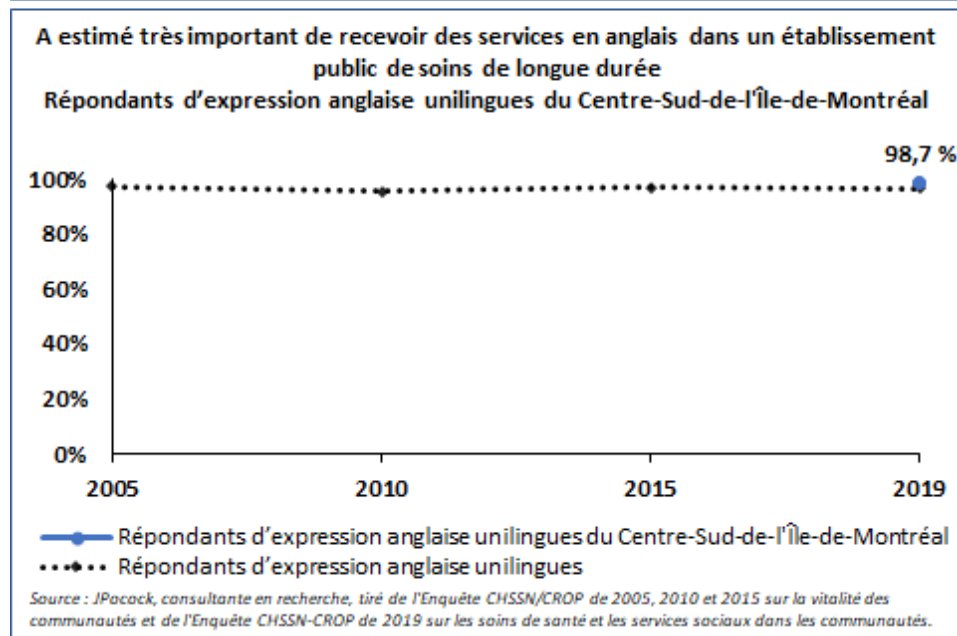 A estimé très important de recevoir des services en anglais dans un établissement
public de soins de longue durée
Répondants d'expression anglaise unilingues du Centre-Sud-de-l'Île-de-Montréal
98,7 %
100%
80%
60%
40%
20%
0%
2005 2010 2015 2019
Répondants d'expression anglaise unilingues du Centre-Sud-de-l'Île-de-Montréal
Répondants d'expression anglaise unilingues
Source : JPocock, consultante en recherche, tiré de l'Enquête CHSSN/CROP de 2005, 2010 et 2015 sur la vitalité des
communautés et de l'Enquête CHSSN-CROP de 2019 sur les soins de santé et les services sociaux dans les communautés.